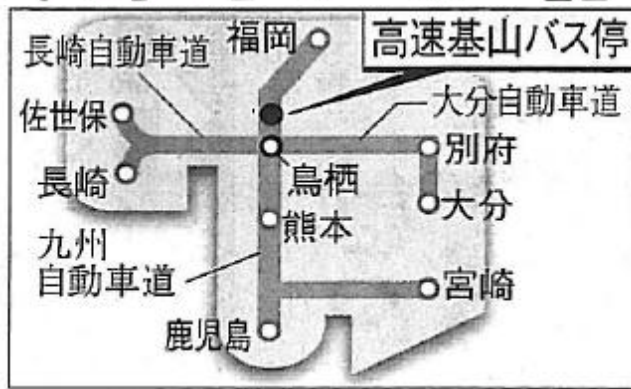 福岡
高速基山バス停
長崎自動車道
大分自動車道
佐世保
別府
鳥栖
長崎
大分
熊本
九州
自動車道
宮崎
鹿児島